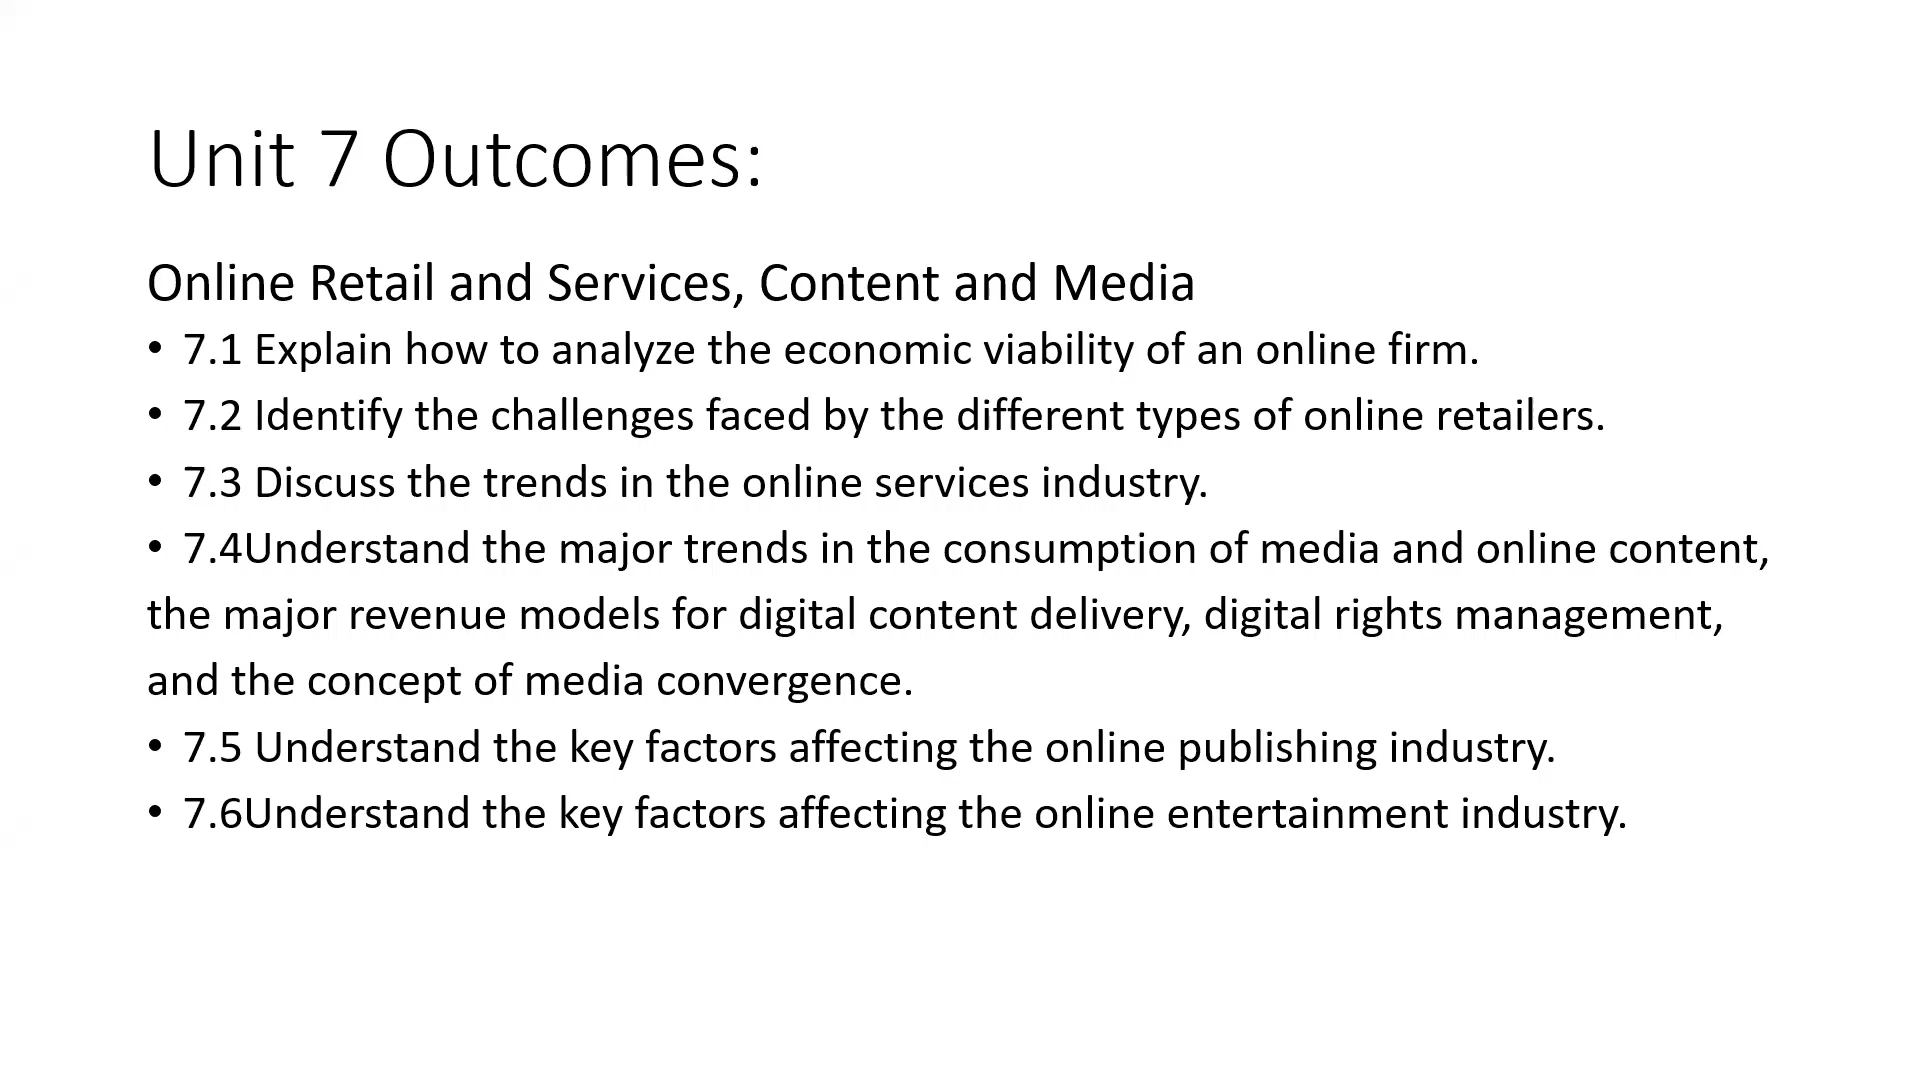 Unit 7 Outcomes:
Online Retail and Services, Content and Media
• 7.1 Explain how to analyze the economic viability of an online firm.
• 7.2 Identify the challenges faced by the different types of online retailers.
• 7.3 Discuss the trends in the online services industry.
• 7.4Understand the major trends in the consumption of media and online content,
the major revenue models for digital content delivery, digital rights management,
and the concept of media convergence.
• 7.5 Understand the key factors affecting the online publishing industry.
• 7.6Understand the key factors affecting the online entertainment industry.